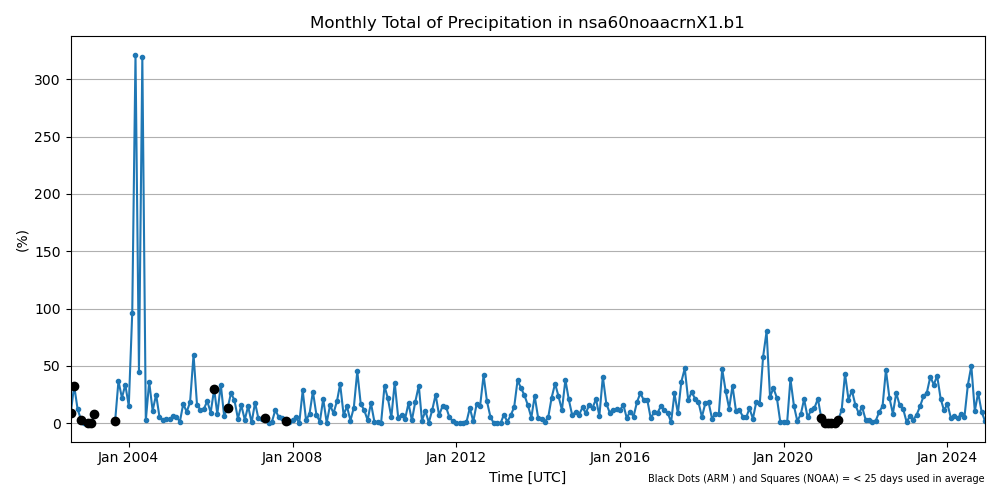 Monthly Total of Precipitation in nsa60noaacrnX1.b1
(%)
300
250
200
150
100
50
0
Jan 2004 Jan 2008 Jan 2012 Jan 2016 Jan 2020 Jan 2024
Time [UTC]
Black Dots (ARM ) and Squares (NOAA) = < 25 days used in average